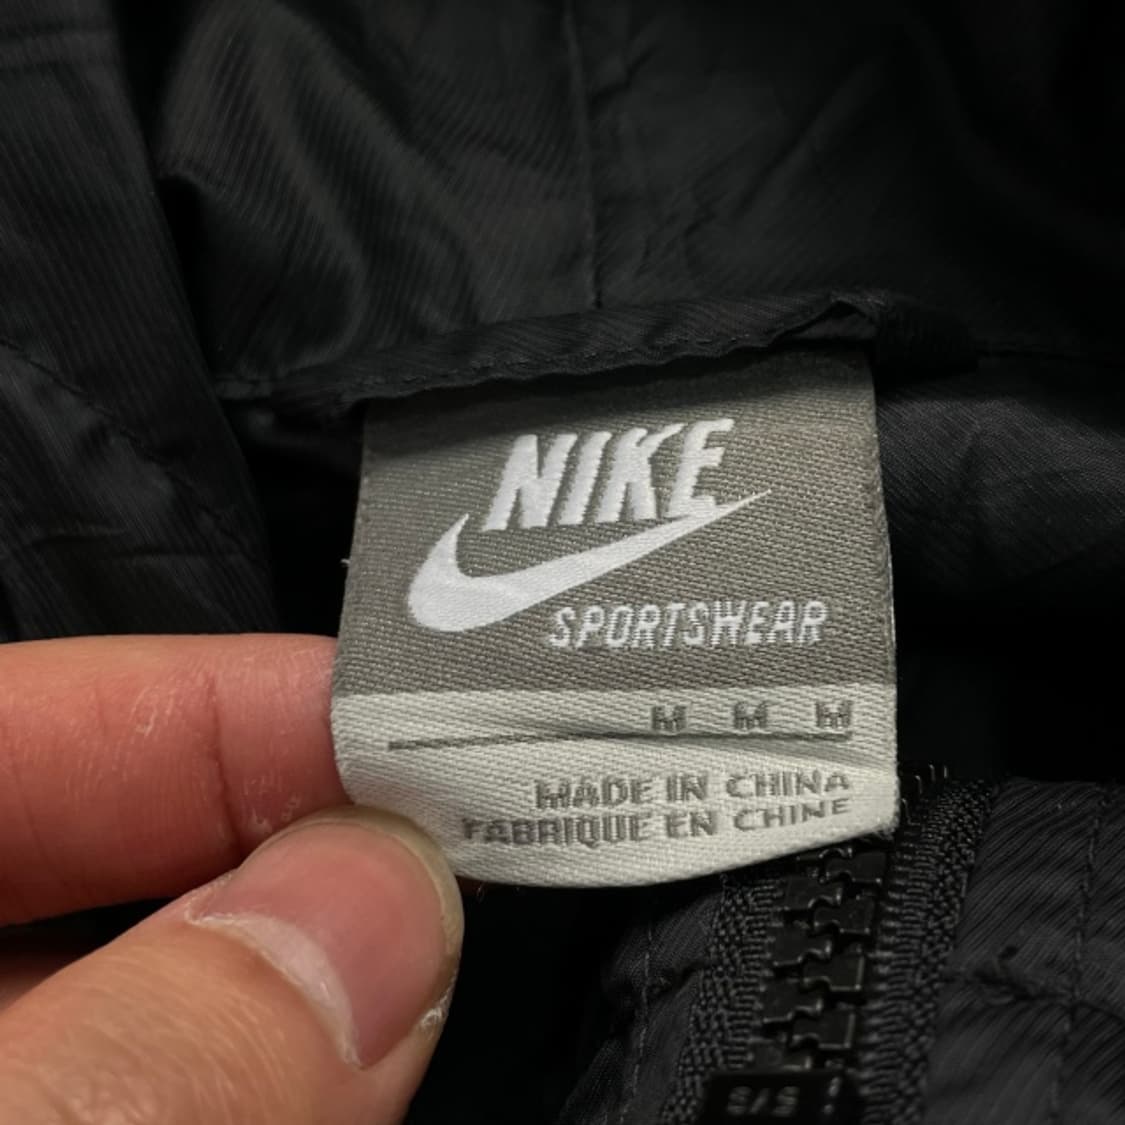 NIKE
SPORTSWEAR
M M M
MADE IN CHINA
FABRIQUE EN CHINE